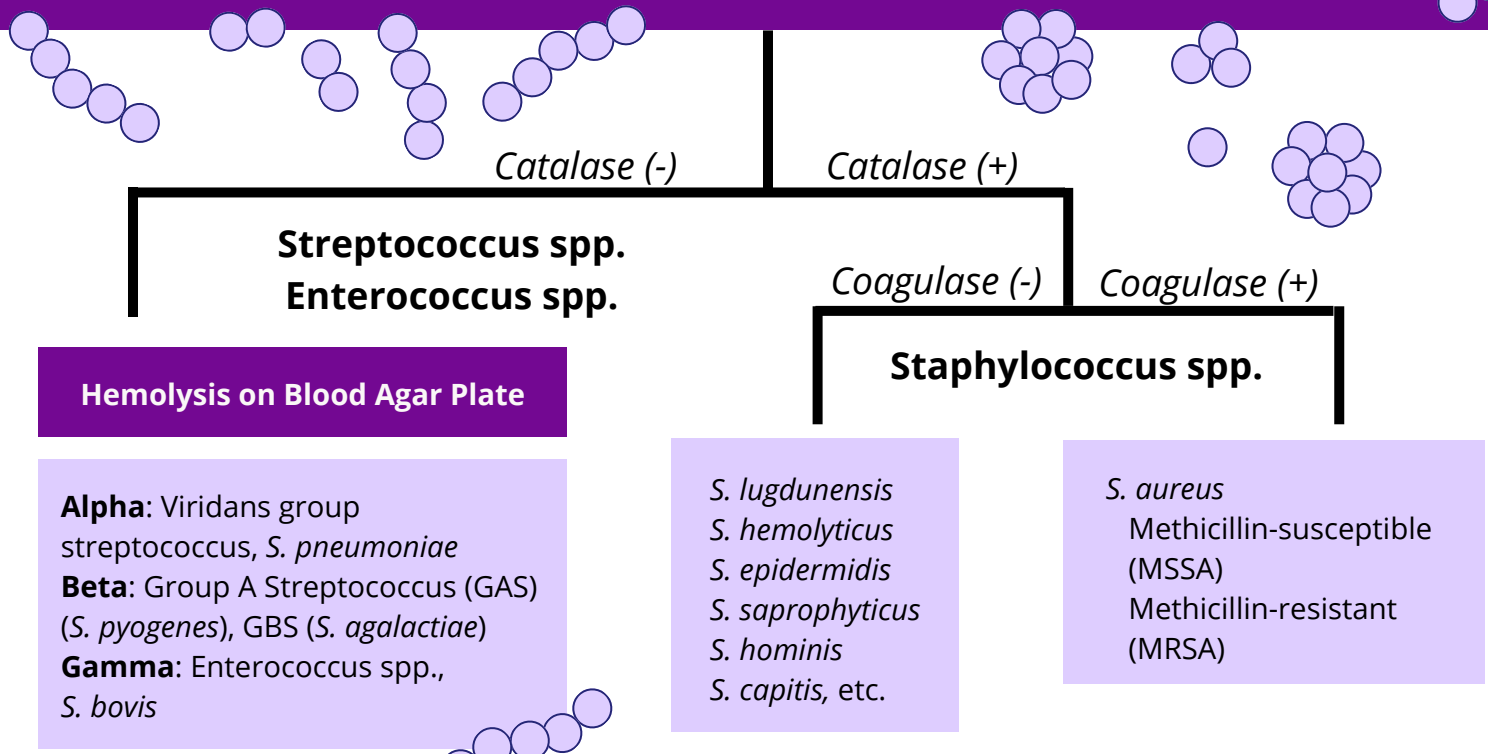 Catalase (-)
Catalase (+)
Streptococcus spp.
Enterococcus spp.
Coagulase (-)
Coagulase (+)
Staphylococcus spp.
Hemolysis on Blood Agar Plate
Alpha: Viridans group
streptococcus, S. pneumoniae
Beta: Group A Streptococcus (GAS)
(S. pyogenes), GBS (S. agalactiae)
Gamma: Enterococcus spp.,
S. bovis
S. lugdunensis
S. hemolyticus
S. epidermidis
S. saprophyticus
S. hominis
S. capitis, etc.
S. aureus
Methicillin-susceptible
(MSSA)
Methicillin-resistant
(MRSA)